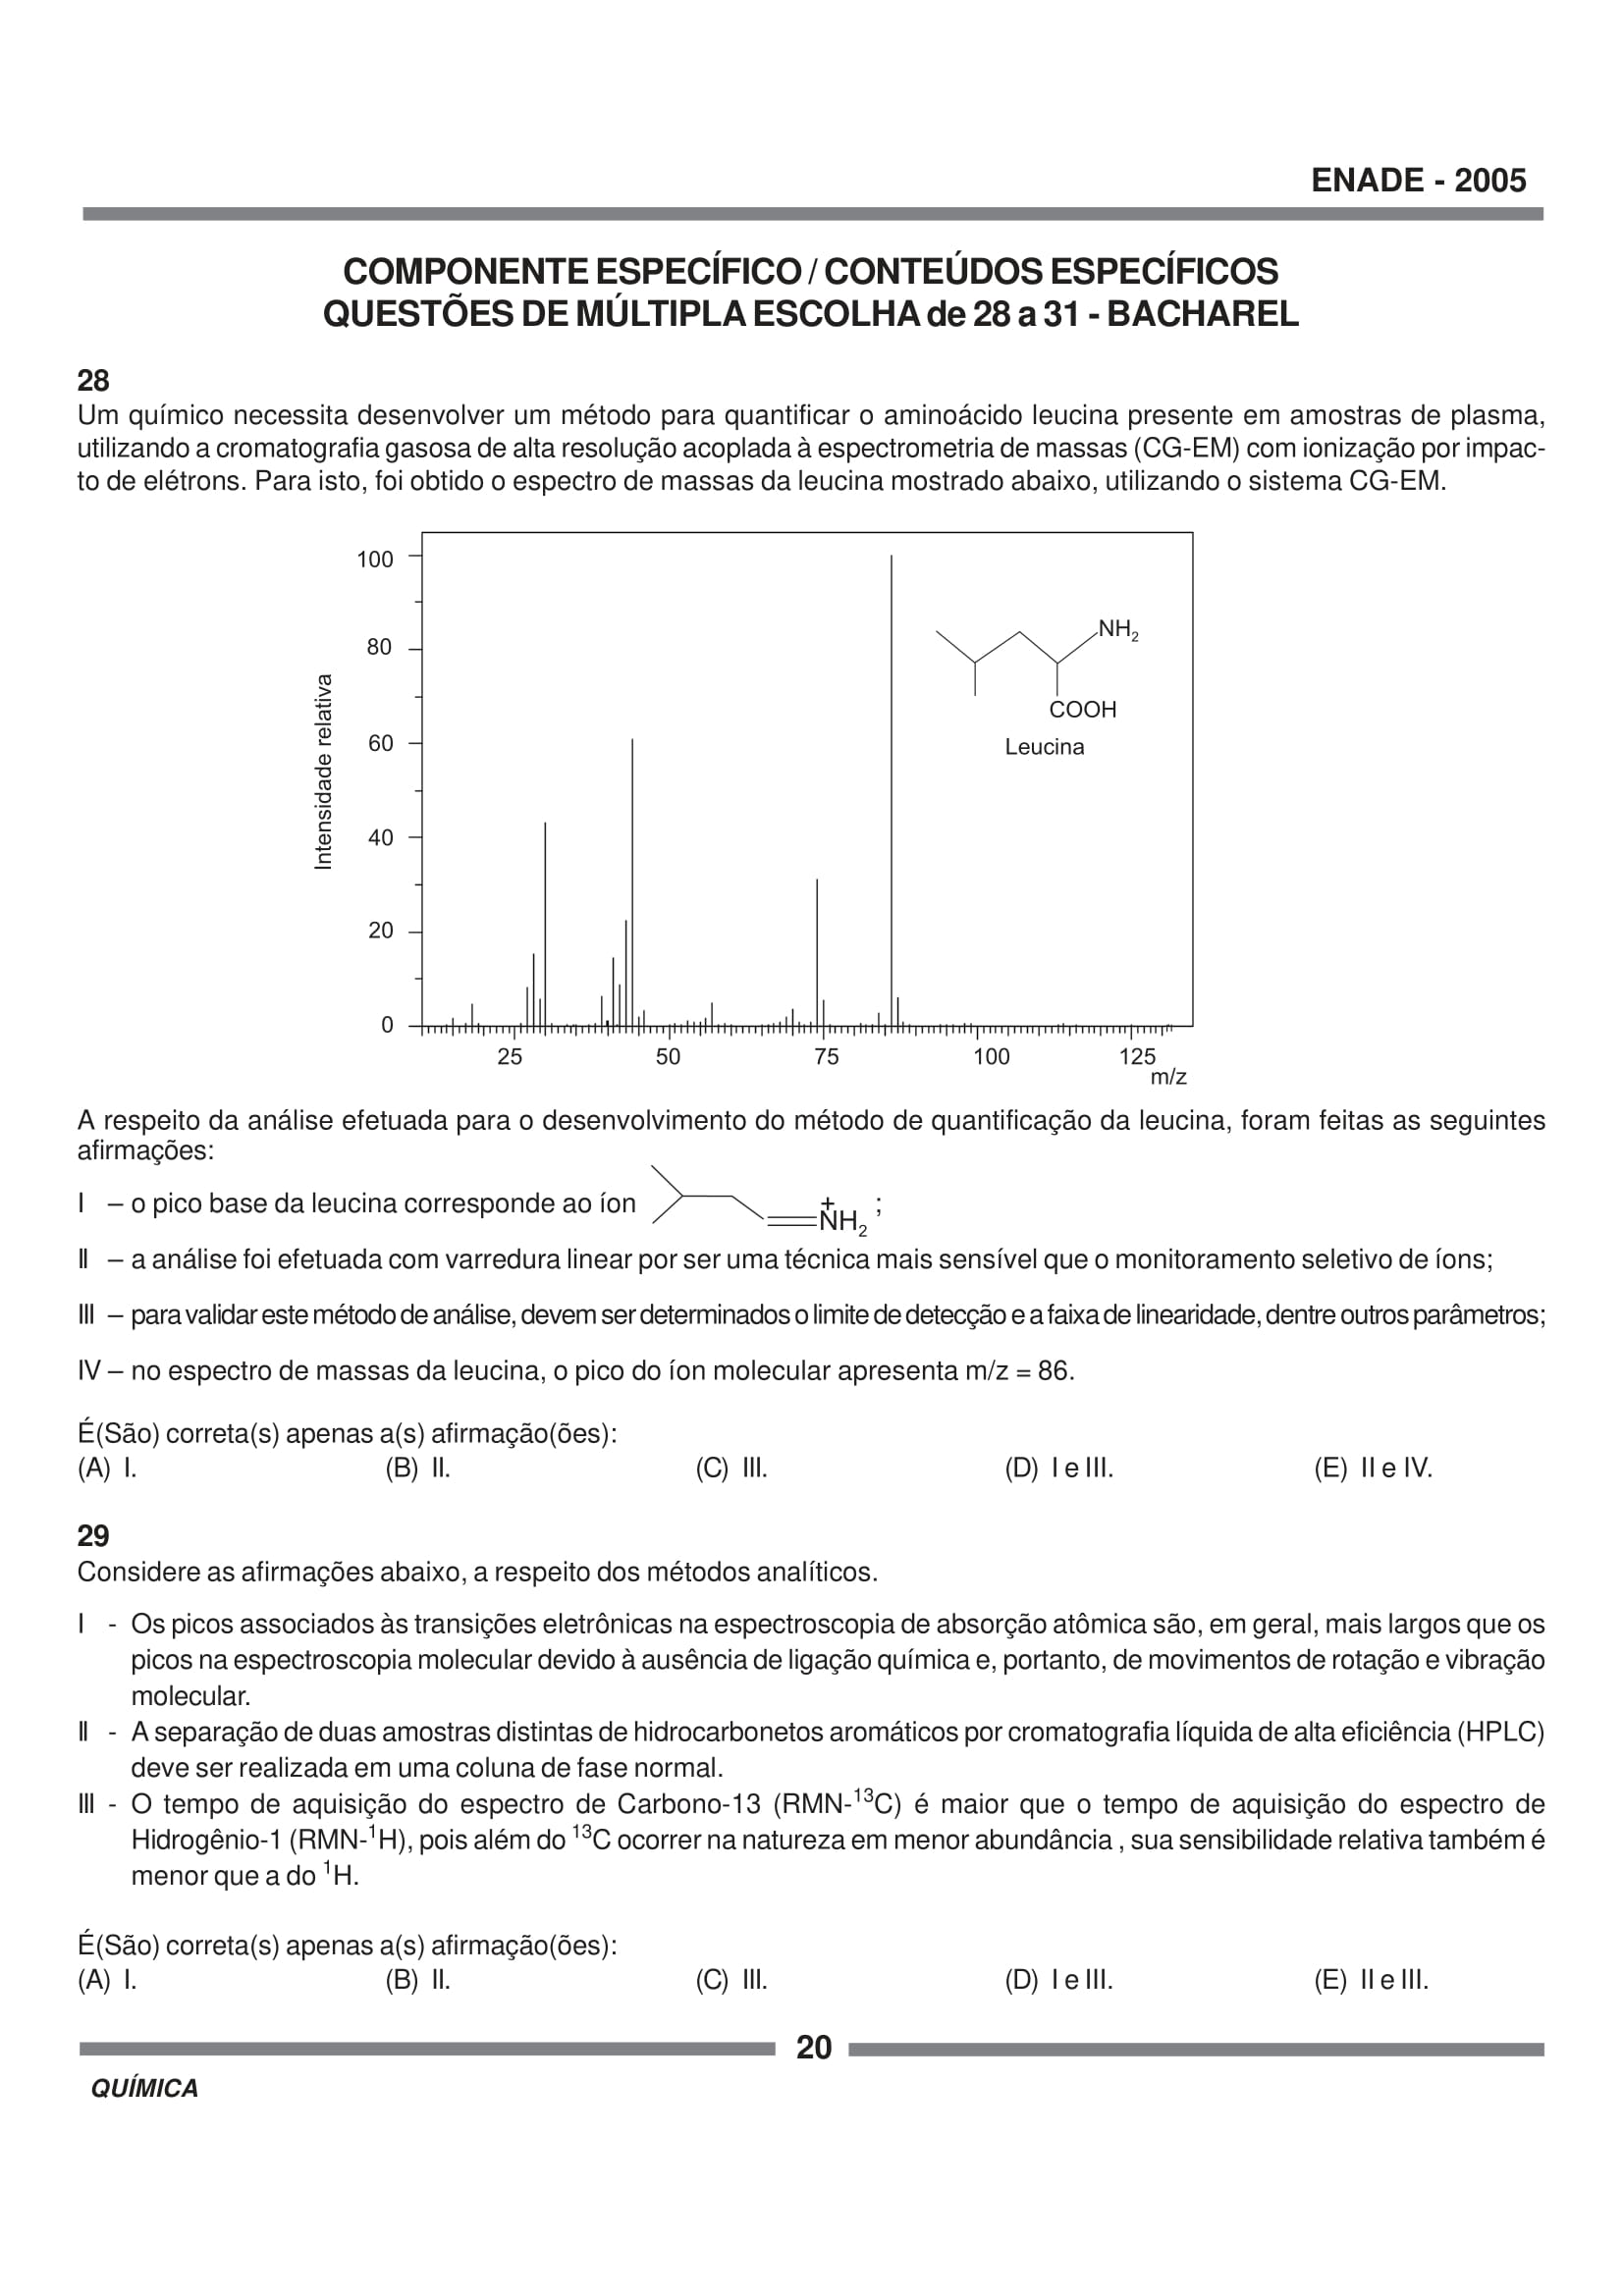 ENADE - 2005
COMPONENTE ESPECÍFICO / CONTEÚDOS ESPECÍFICOS
QUESTÕES DE MÚLTIPLA ESCOLHA de 28 a 31 - BACHAREL
28
Um químico necessita desenvolver um método para quantificar o aminoácido leucina presente em amostras de plasma,
utilizando a cromatografia gasosa de alta resolução acoplada à espectrometria de massas (CG-EM) com ionização por impac-
to de elétrons. Para isto, foi obtido o espectro de massas da leucina mostrado abaixo, utilizando o sistema CG-EM.
100
80
60
40
20
0
Intensidade relativa
NH2
COOH
Leucina
25 50 75 100 125
m/z
A respeito da análise efetuada para o desenvolvimento do método de quantificação da leucina, foram feitas as seguintes
afirmações:
I – o pico base da leucina corresponde ao íon +NH2 ;
II – a análise foi efetuada com varredura linear por ser uma técnica mais sensível que o monitoramento seletivo de íons;
III – para validar este método de análise, devem ser determinados o limite de detecção e a faixa de linearidade, dentre outros parâmetros;
IV – no espectro de massas da leucina, o pico do íon molecular apresenta m/z = 86.
É(São) correta(s) apenas a(s) afirmação(ões):
(A) I. (B) II. (C) III. (D) I e III. (E) II e IV.
29
Considere as afirmações abaixo, a respeito dos métodos analíticos.
I - Os picos associados às transições eletrônicas na espectroscopia de absorção atômica são, em geral, mais largos que os
picos na espectroscopia molecular devido à ausência de ligação química e, portanto, de movimentos de rotação e vibração
molecular.
II - A separação de duas amostras distintas de hidrocarbonetos aromáticos por cromatografia líquida de alta eficiência (HPLC)
deve ser realizada em uma coluna de fase normal.
III - O tempo de aquisição do espectro de Carbono-13 (RMN-13C) é maior que o tempo de aquisição do espectro de
Hidrogênio-1 (RMN-1H), pois além do 13C ocorrer na natureza em menor abundância , sua sensibilidade relativa também é
menor que a do 1H.
É(São) correta(s) apenas a(s) afirmação(ões):
(A) I. (B) II. (C) III. (D) I e III. (E) II e III.
20
QUÍMICA